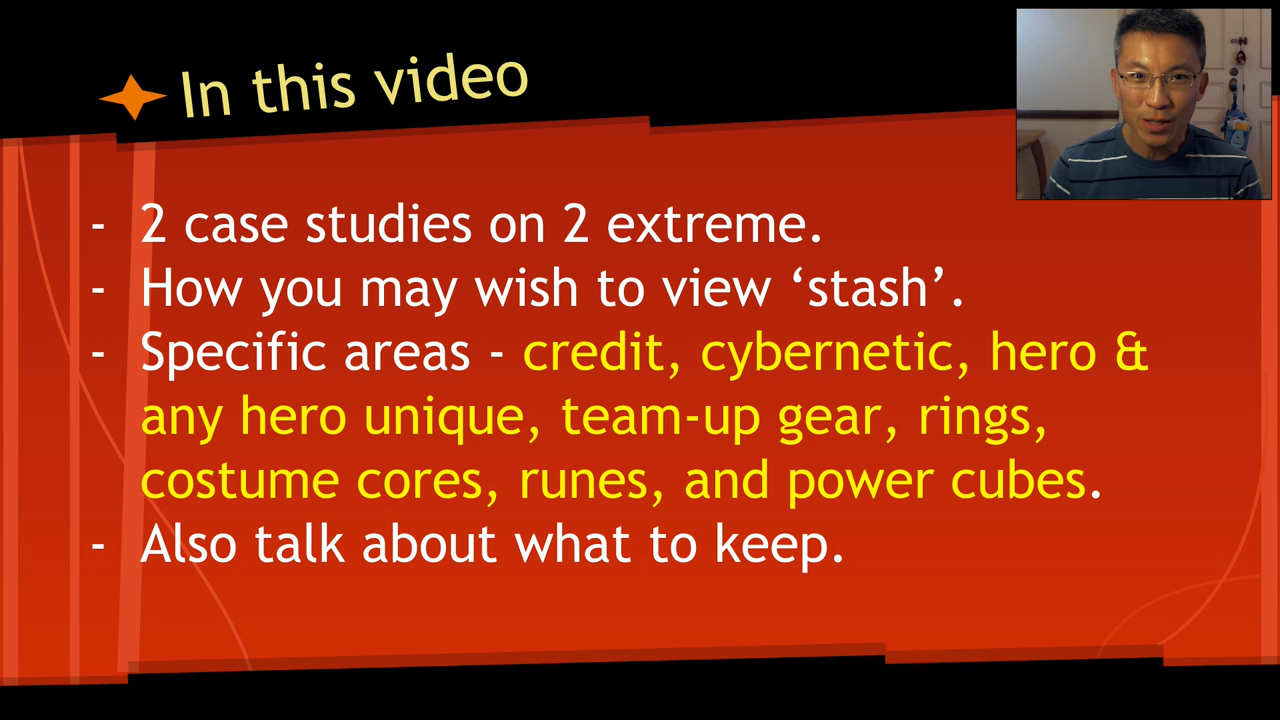 In this video
- 2 case studies on 2 extreme.
- How you may wish to view ‘stash’.
- Specific areas - credit, cybernetic, hero &
any hero unique, team-up gear, rings,
costume cores, runes, and power cubes.
- Also talk about what to keep.